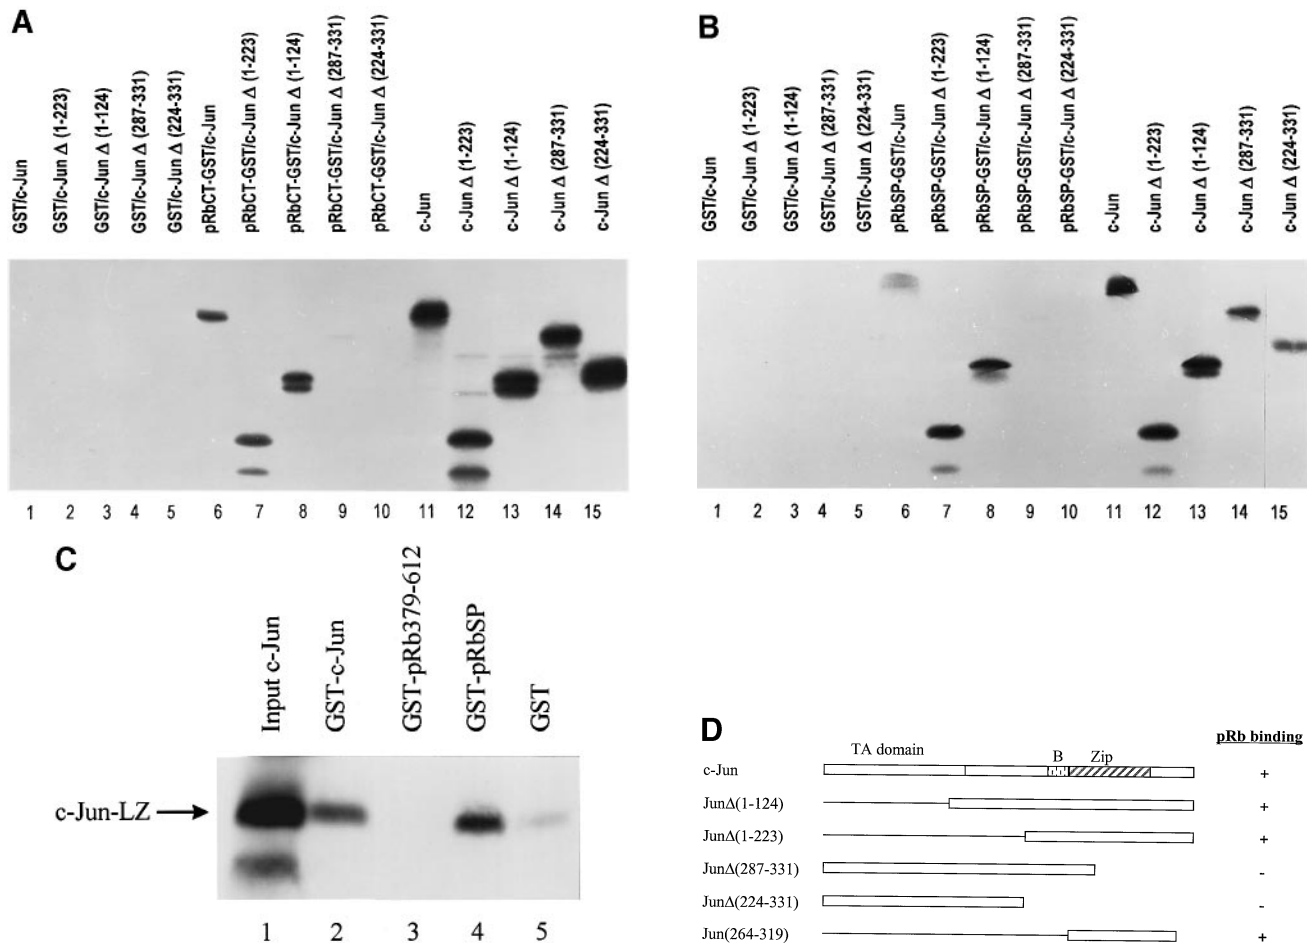 A
GST/c-Jun
GST/c-Jun Δ (1-223)
GST/c-Jun Δ (1-124)
GST/c-Jun Δ (287-331)
GST/c-Jun Δ (224-331)
pRbCT-GST/c-Jun
pRbCT-GST/c-Jun Δ (1-223)
pRbCT-GST/c-Jun Δ (1-124)
pRbCT-GST/c-Jun Δ (287-331)
pRbCT-GST/c-Jun Δ (224-331)
c-Jun
c-Jun Δ (1-223)
c-Jun Δ (1-124)
c-Jun Δ (287-331)
c-Jun Δ (224-331)
1 2 3 4 5 6 7 8 9 10 11 12 13 14 15
B
GST/c-Jun
GST/c-Jun Δ (1-223)
GST/c-Jun Δ (1-124)
GST/c-Jun Δ (287-331)
GST/c-Jun Δ (224-331)
pRbSP-GST/c-Jun
pRbSP-GST/c-Jun Δ (1-223)
pRbSP-GST/c-Jun Δ (1-124)
pRbSP-GST/c-Jun Δ (287-331)
pRbSP-GST/c-Jun Δ (224-331)
c-Jun
c-Jun Δ (1-223)
c-Jun Δ (1-124)
c-Jun Δ (287-331)
c-Jun Δ (224-331)
1 2 3 4 5 6 7 8 9 10 11 12 13 14 15
C
Input c-Jun
GST-c-Jun
GST-pRb379-612
GST-pRbSP
GST
c-Jun-LZ
1 2 3 4 5
D
pRb binding
TA domain B Zip
c-Jun +
JunΔ(1-124) +
JunΔ(1-223) +
JunΔ(287-331) -
JunΔ(224-331) -
Jun(264-319) +